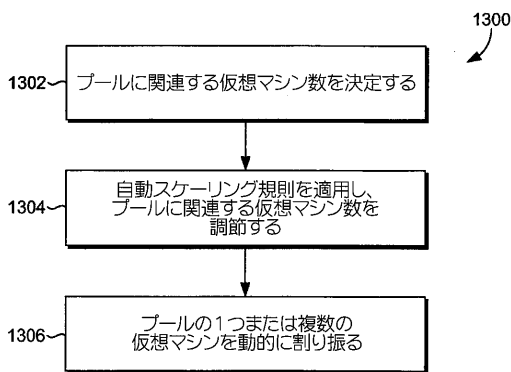 1300
1302
プールに関連する仮想マシン数を決定する
1304
自動スケーリング規則を適用し、
プールに関連する仮想マシン数を
調節する
1306
プールの1つまたは複数の
仮想マシンを動的に割り振る